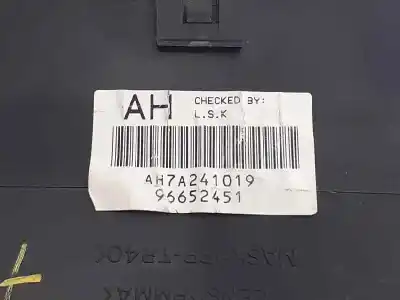 AH CHECKED BY:
L.S.K
AH7A241019
96652451